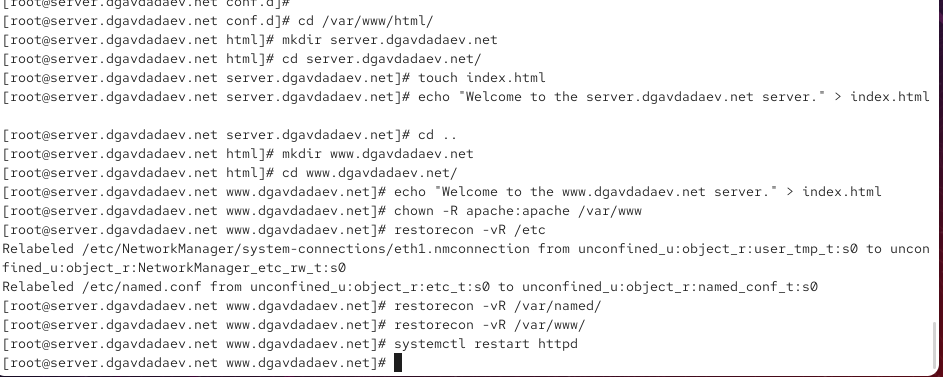 [root@server.dgavdadaev.net conf.d]#
[root@server.dgavdadaev.net conf.d]# cd /var/www/html/
[root@server.dgavdadaev.net html]# mkdir server.dgavdadaev.net
[root@server.dgavdadaev.net html]# cd server.dgavdadaev.net/
[root@server.dgavdadaev.net server.dgavdadaev.net]# touch index.html
[root@server.dgavdadaev.net server.dgavdadaev.net]# echo "Welcome to the server.dgavdadaev.net server." > index.html
[root@server.dgavdadaev.net server.dgavdadaev.net]# cd ..
[root@server.dgavdadaev.net html]# mkdir www.dgavdadaev.net
[root@server.dgavdadaev.net html]# cd www.dgavdadaev.net/
[root@server.dgavdadaev.net www.dgavdadaev.net]# echo "Welcome to the www.dgavdadaev.net server." > index.html
[root@server.dgavdadaev.net www.dgavdadaev.net]# chown -R apache:apache /var/www
[root@server.dgavdadaev.net www.dgavdadaev.net]# restorecon -vR /etc
Relabeled /etc/NetworkManager/system-connections/eth1.nmconnection from unconfined_u:object_r:user_tmp_t:s0 to uncon
fined_u:object_r:NetworkManager_etc_rw_t:s0
Relabeled /etc/named.conf from unconfined_u:object_r:etc_t:s0 to unconfined_u:object_r:named_conf_t:s0
[root@server.dgavdadaev.net www.dgavdadaev.net]# restorecon -vR /var/named/
[root@server.dgavdadaev.net www.dgavdadaev.net]# restorecon -vR /var/www/
[root@server.dgavdadaev.net www.dgavdadaev.net]# systemctl restart httpd
[root@server.dgavdadaev.net www.dgavdadaev.net]#